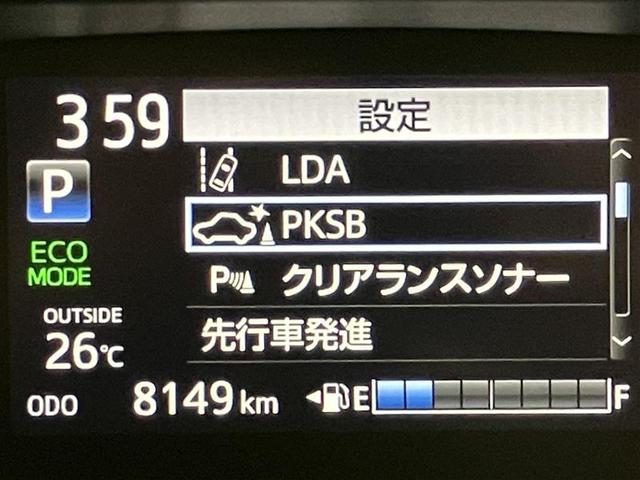 3 59
設定
LDA
P
PKSB
ECO
MODE
P クリアランスソナー
OUTSIDE
26℃
先行車発進
ODO 8149 km E F